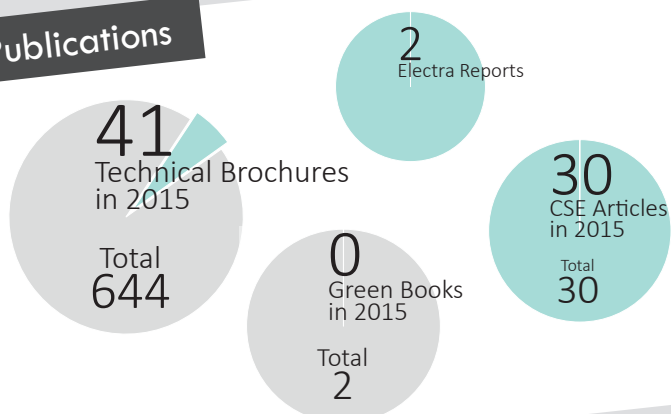 Publications
2
Electra Reports
41
Technical Brochures
in 2015
Total
644
30
CSE Articles
in 2015
Total
30
0
Green Books
in 2015
Total
2